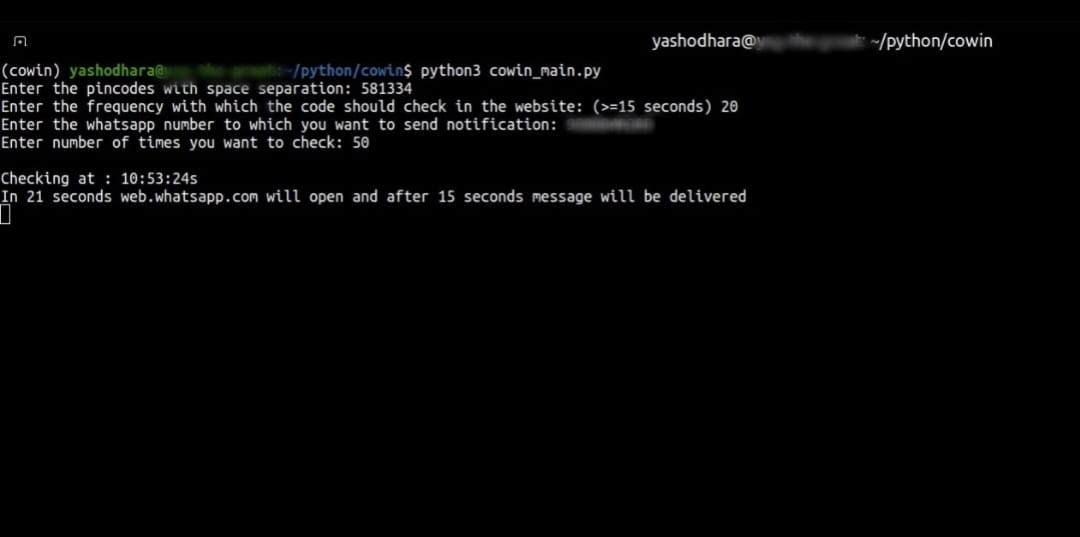 yashodhara@ ~/python/cowin
(cowin) yashodhara@ :~/python/cowin$ python3 cowin_main.py
Enter the pincodes with space separation: 581334
Enter the frequency with which the code should check in the website: (>=15 seconds) 20
Enter the whatsapp number to which you want to send notification:
Enter number of times you want to check: 50
Checking at : 10:53:24s
In 21 seconds web.whatsapp.com will open and after 15 seconds message will be delivered